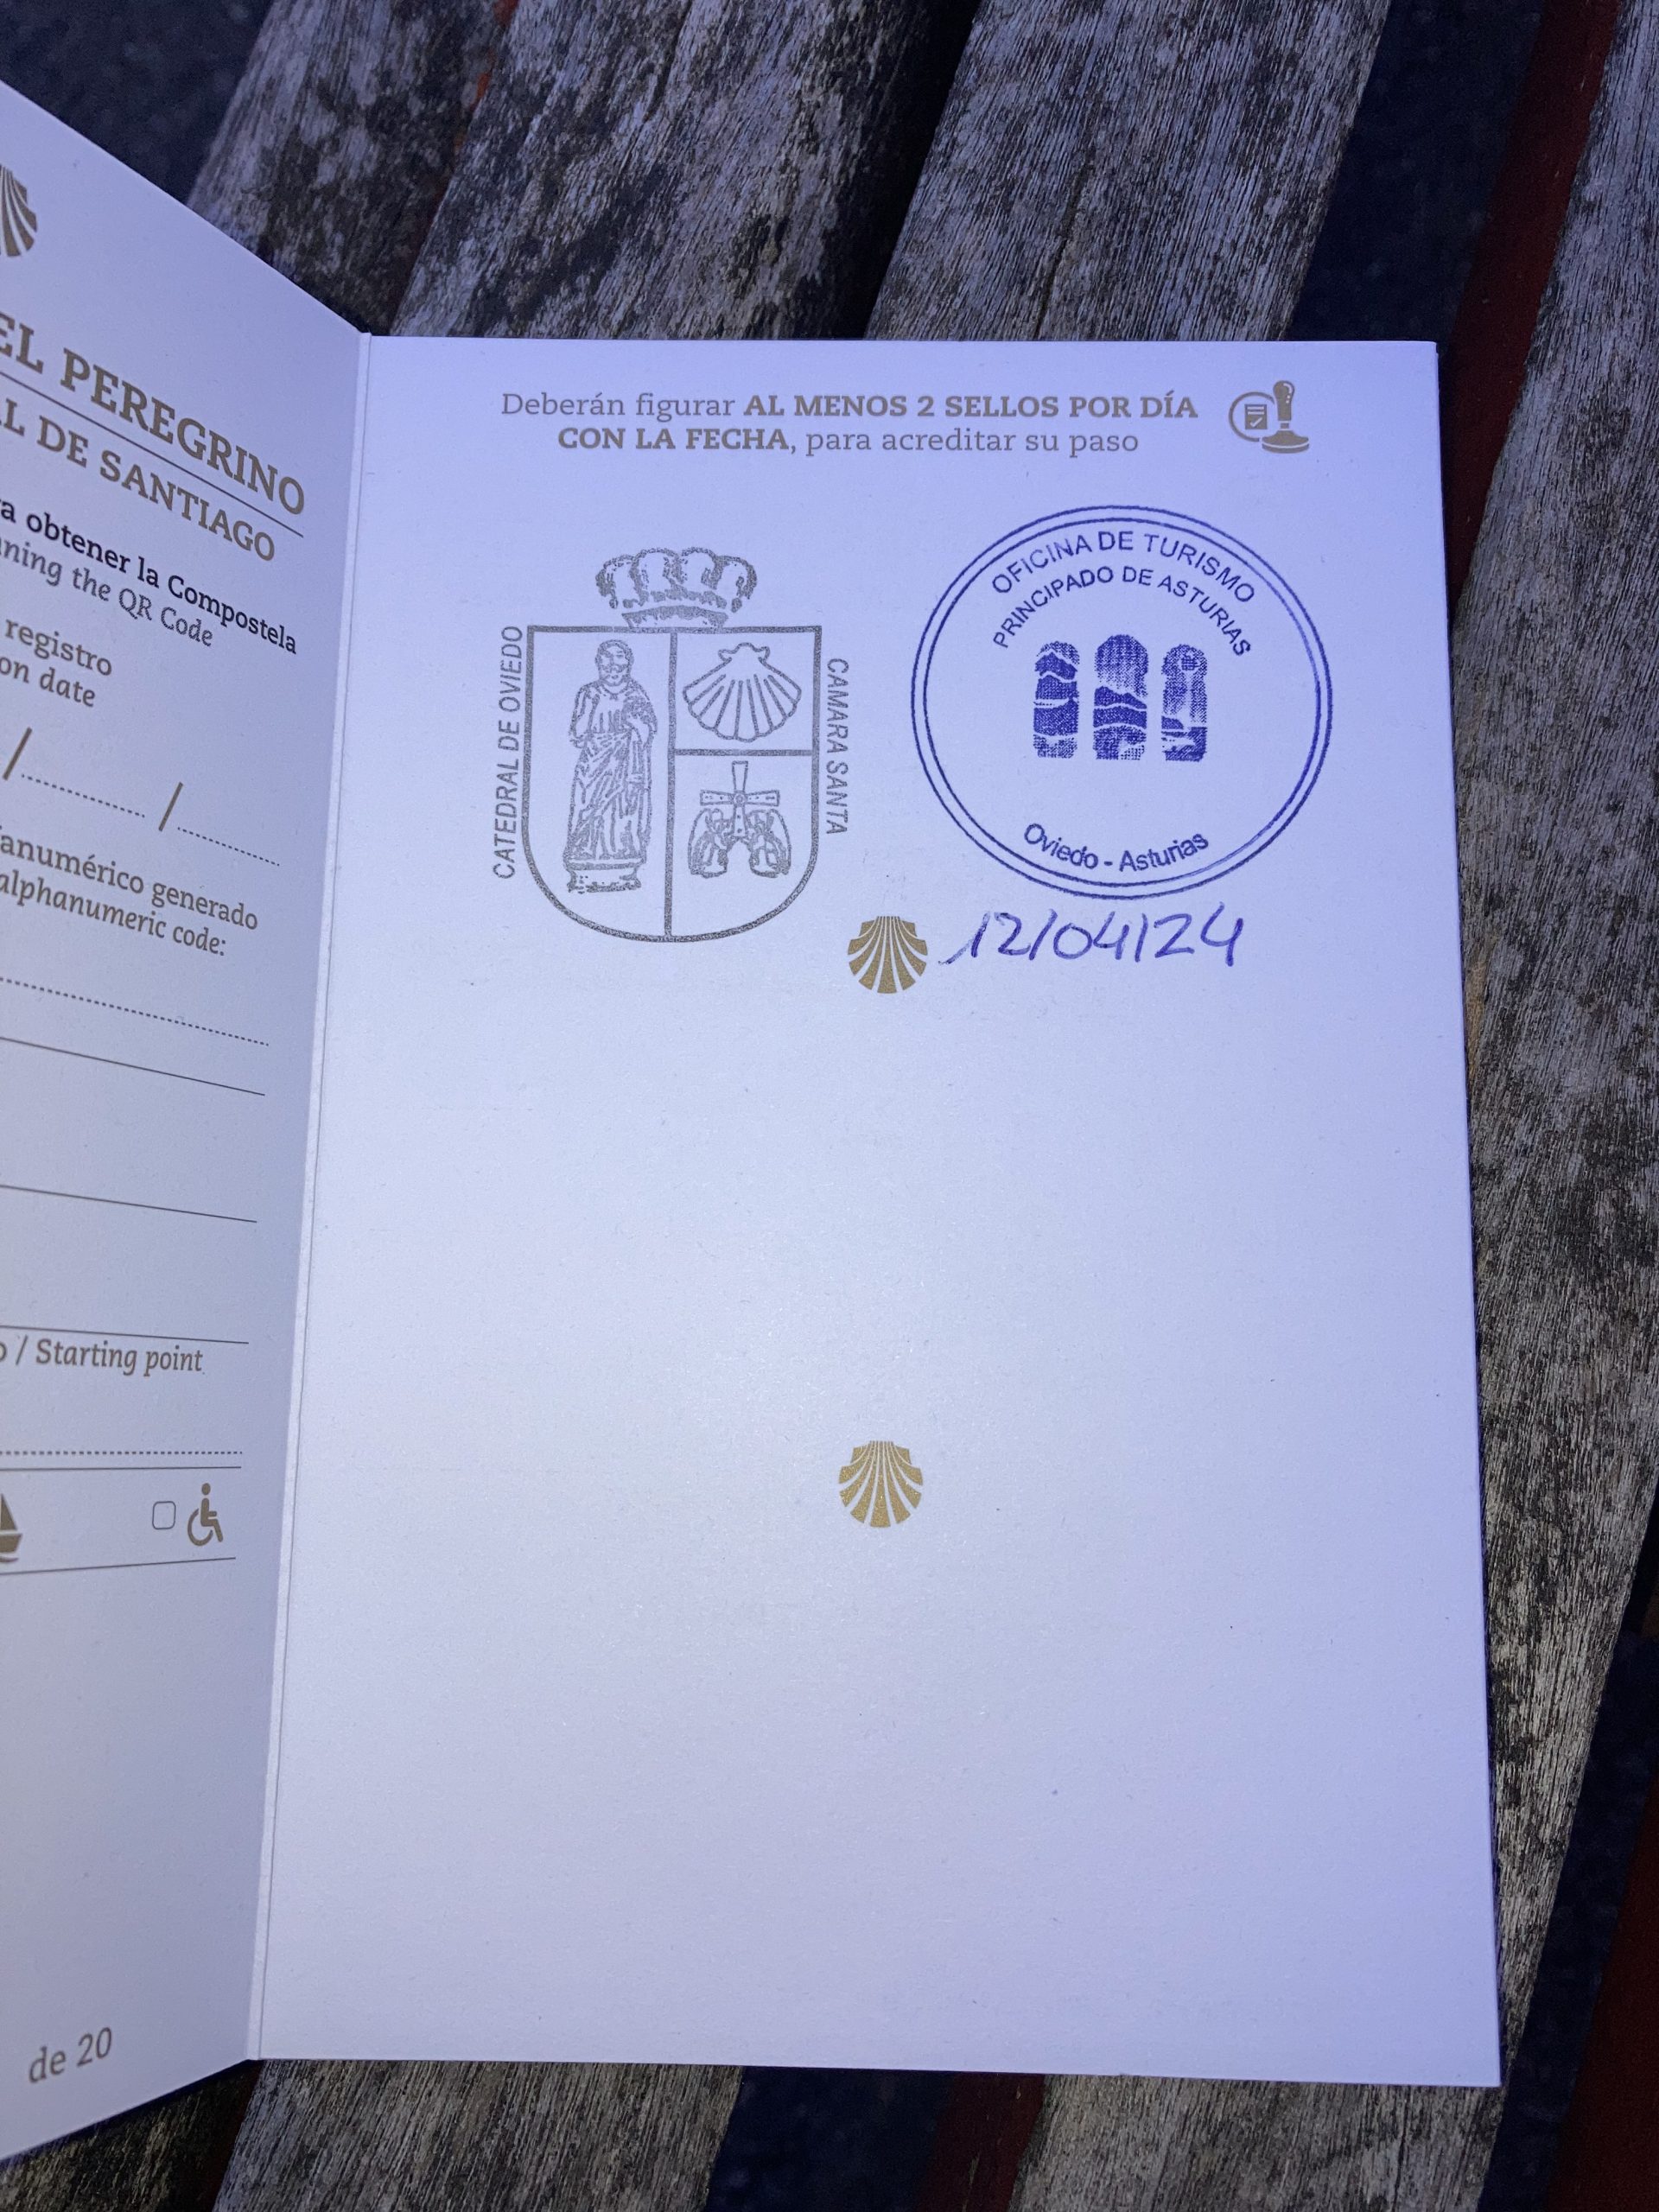 EL PEREGRINO
L DE SANTIAGO
a obtener la Compostela
ning the QR Code
registro
on date
/ /
anumérico generado
alphanumeric code:
o / Starting point
de 20
Deberán figurar AL MENOS 2 SELLOS POR DÍA
CON LA FECHA, para acreditar su paso
CATEDRAL DE OVIEDO
CAMARA SANTA
OFICINA DE TURISMO
PRINCIPADO DE ASTURIAS
Oviedo - Asturias
12/04/24